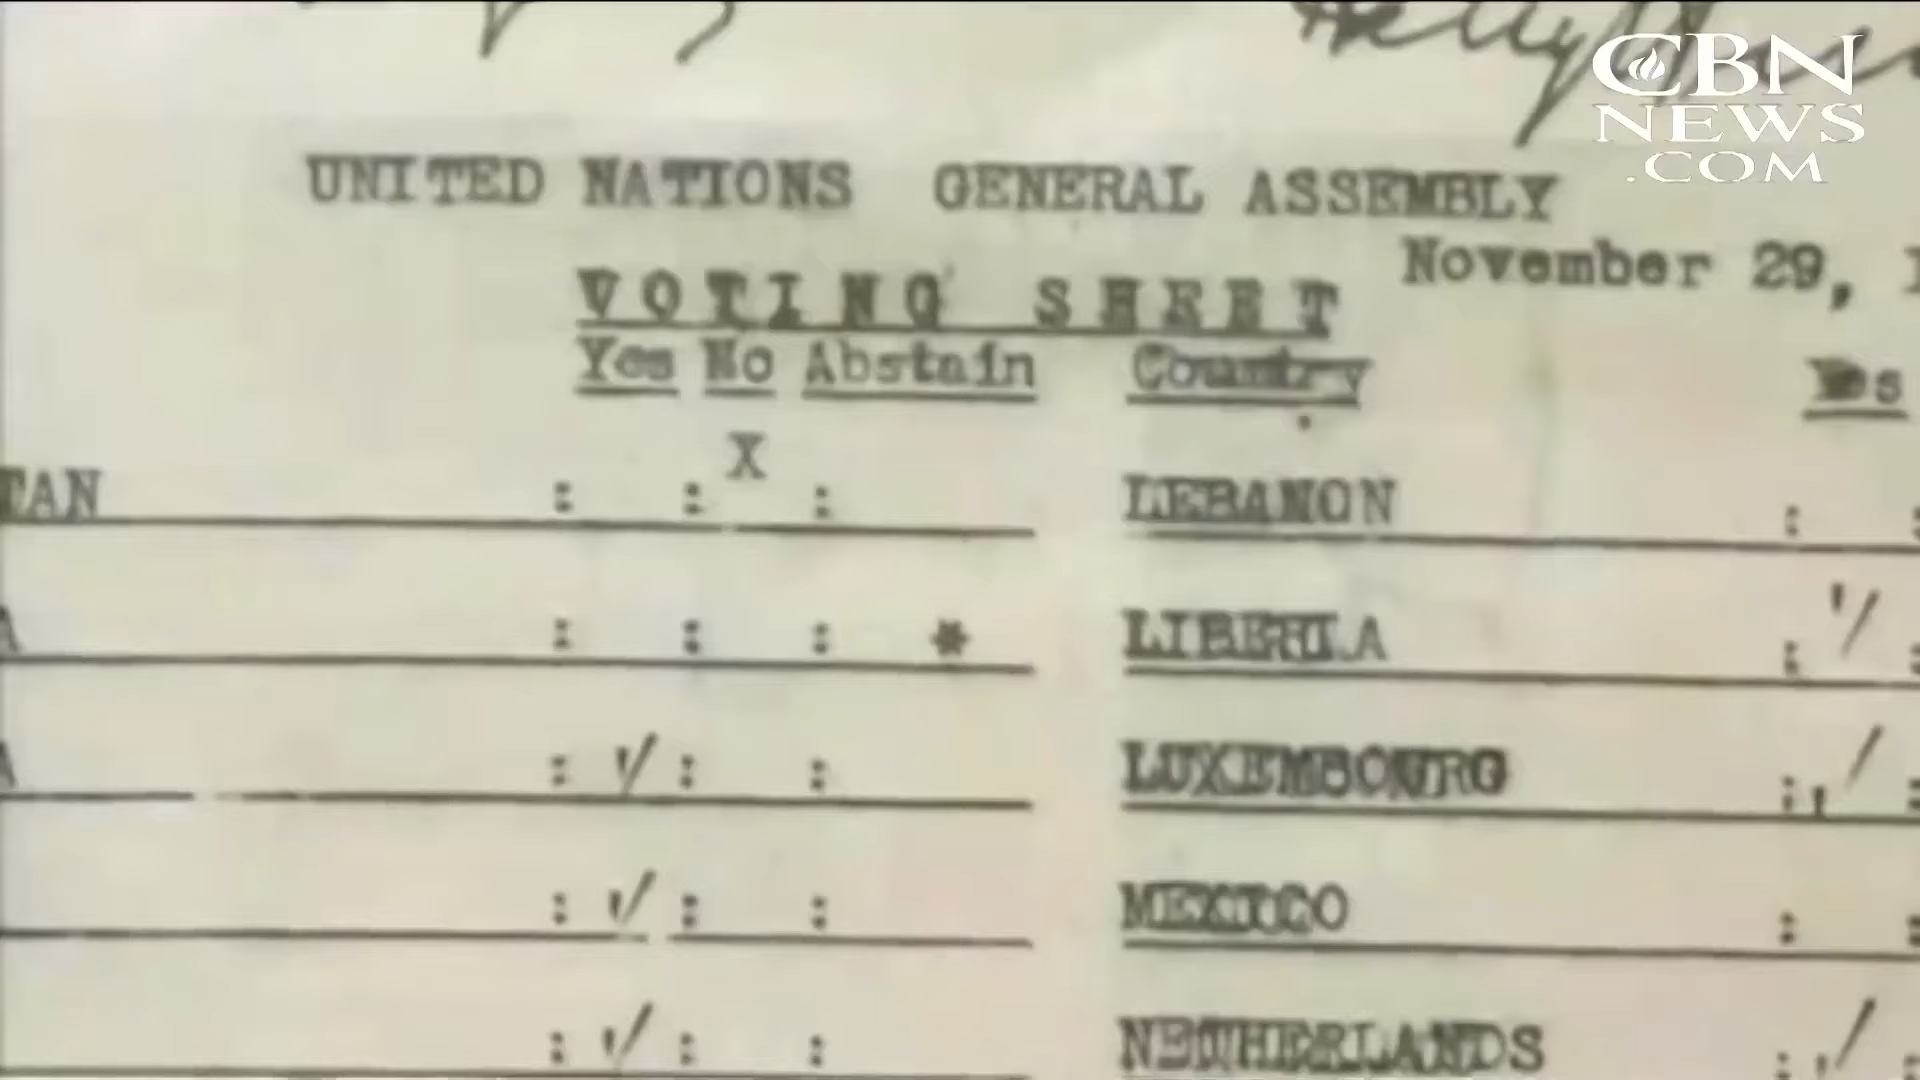 CBN
NEWS
.COM
UNITED NATIONS GENERAL ASSEMBLY
November 29,
VOTING SHEET
Yes No Abstain Country
X
TAN : : : LEBANON : :
A : : : * LIBERIA : / :
A : / : : LUXEMBOURG : / :
: / : : MEXICO : :
: / : : NETHERLANDS : / :